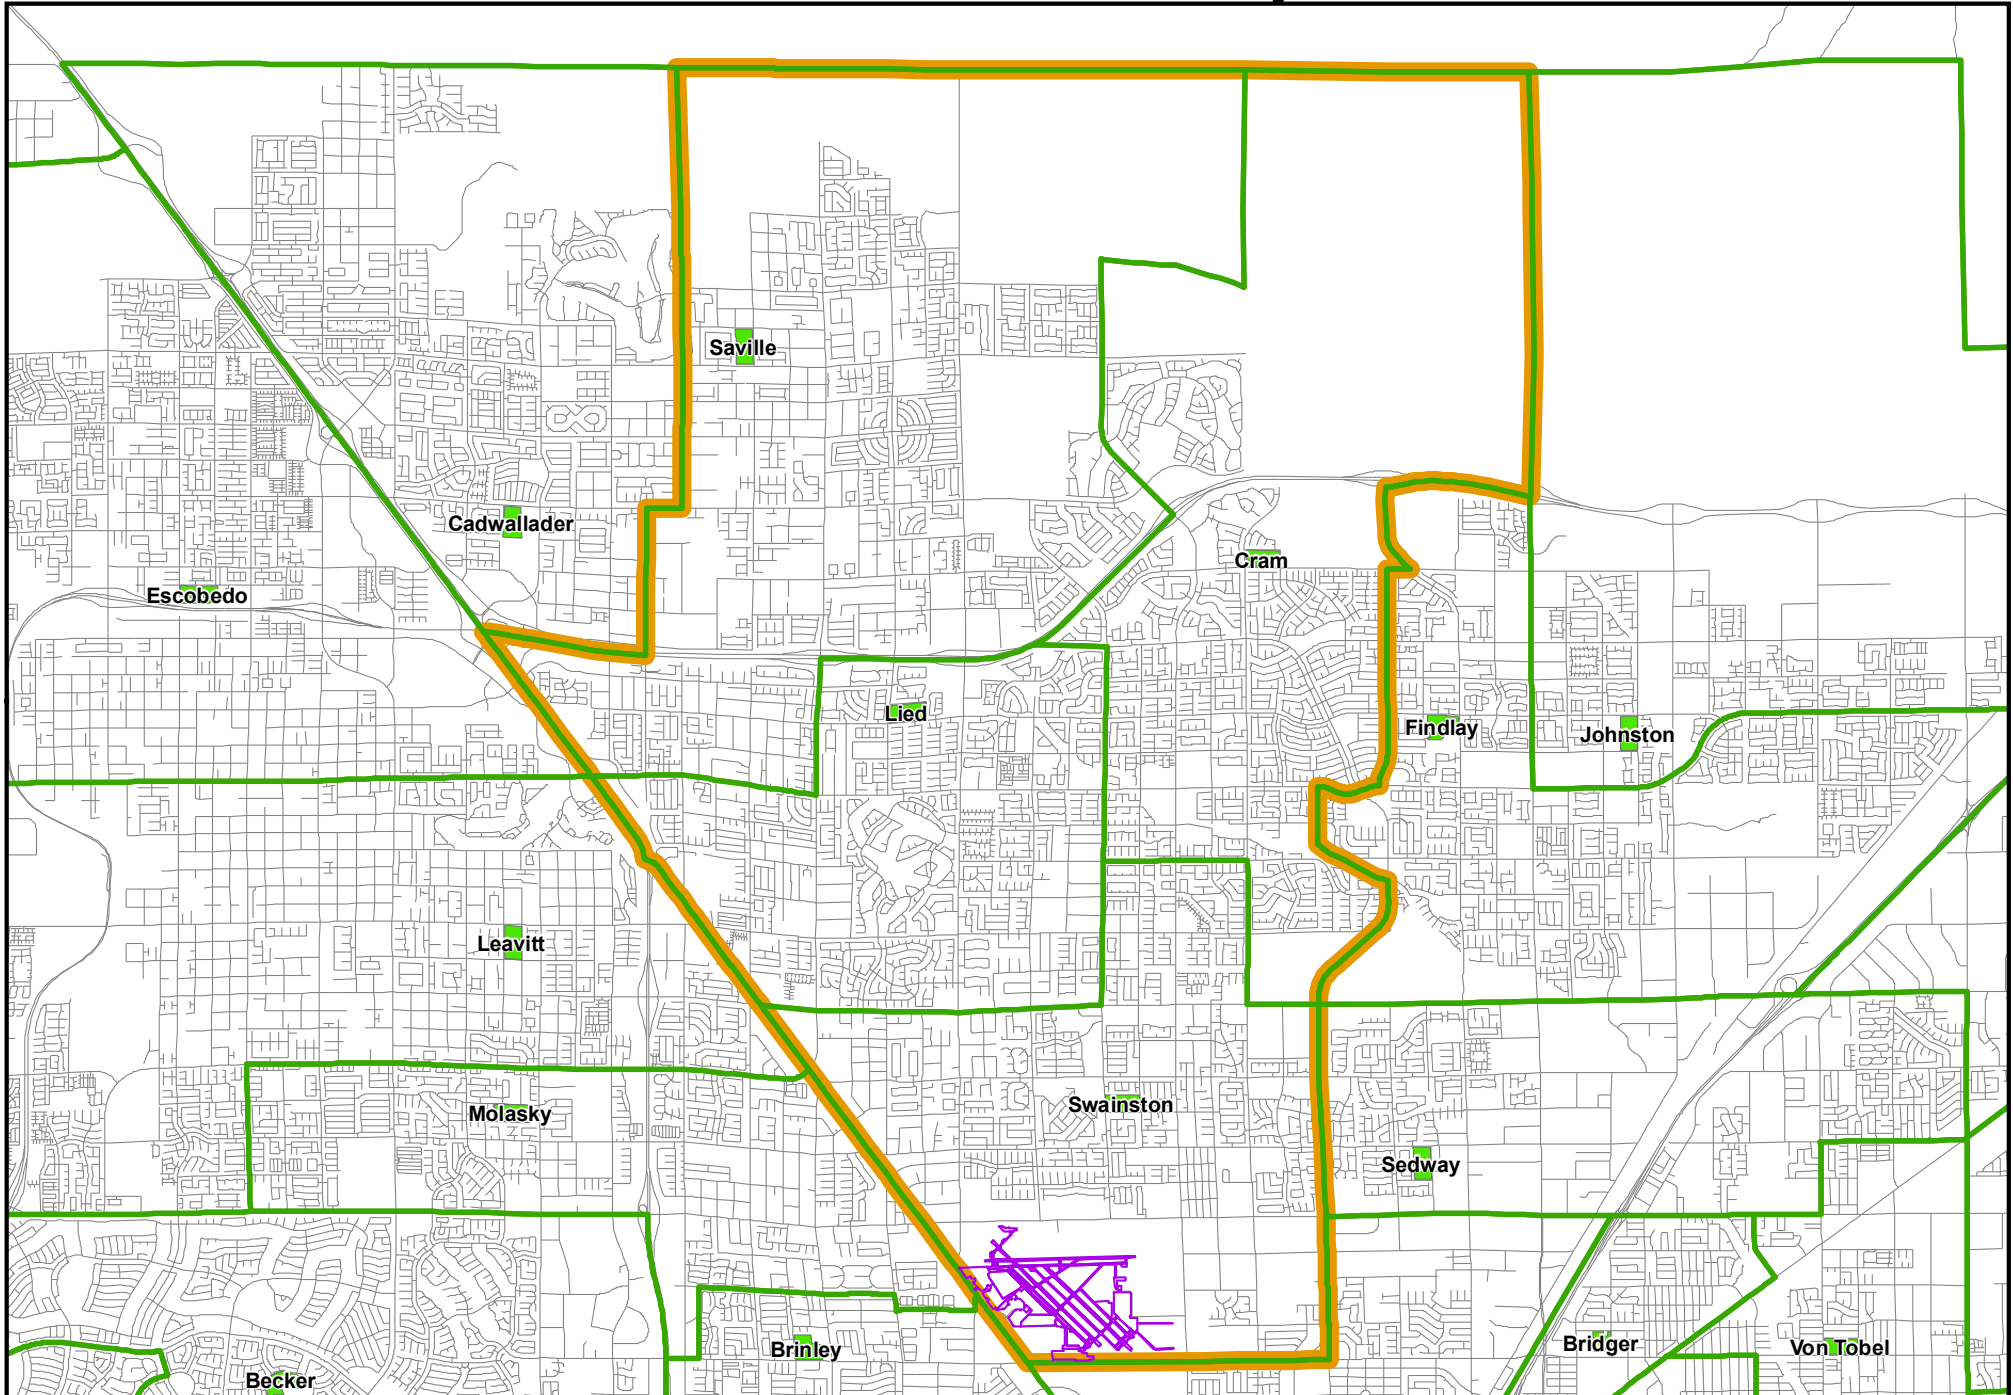 Saville
Cadwallader
Cram
Escobedo
Lied
Findlay
Johnston
Leavitt
Swainston
Molasky
Sedway
Bridger
Von Tobel
Brinley
Becker